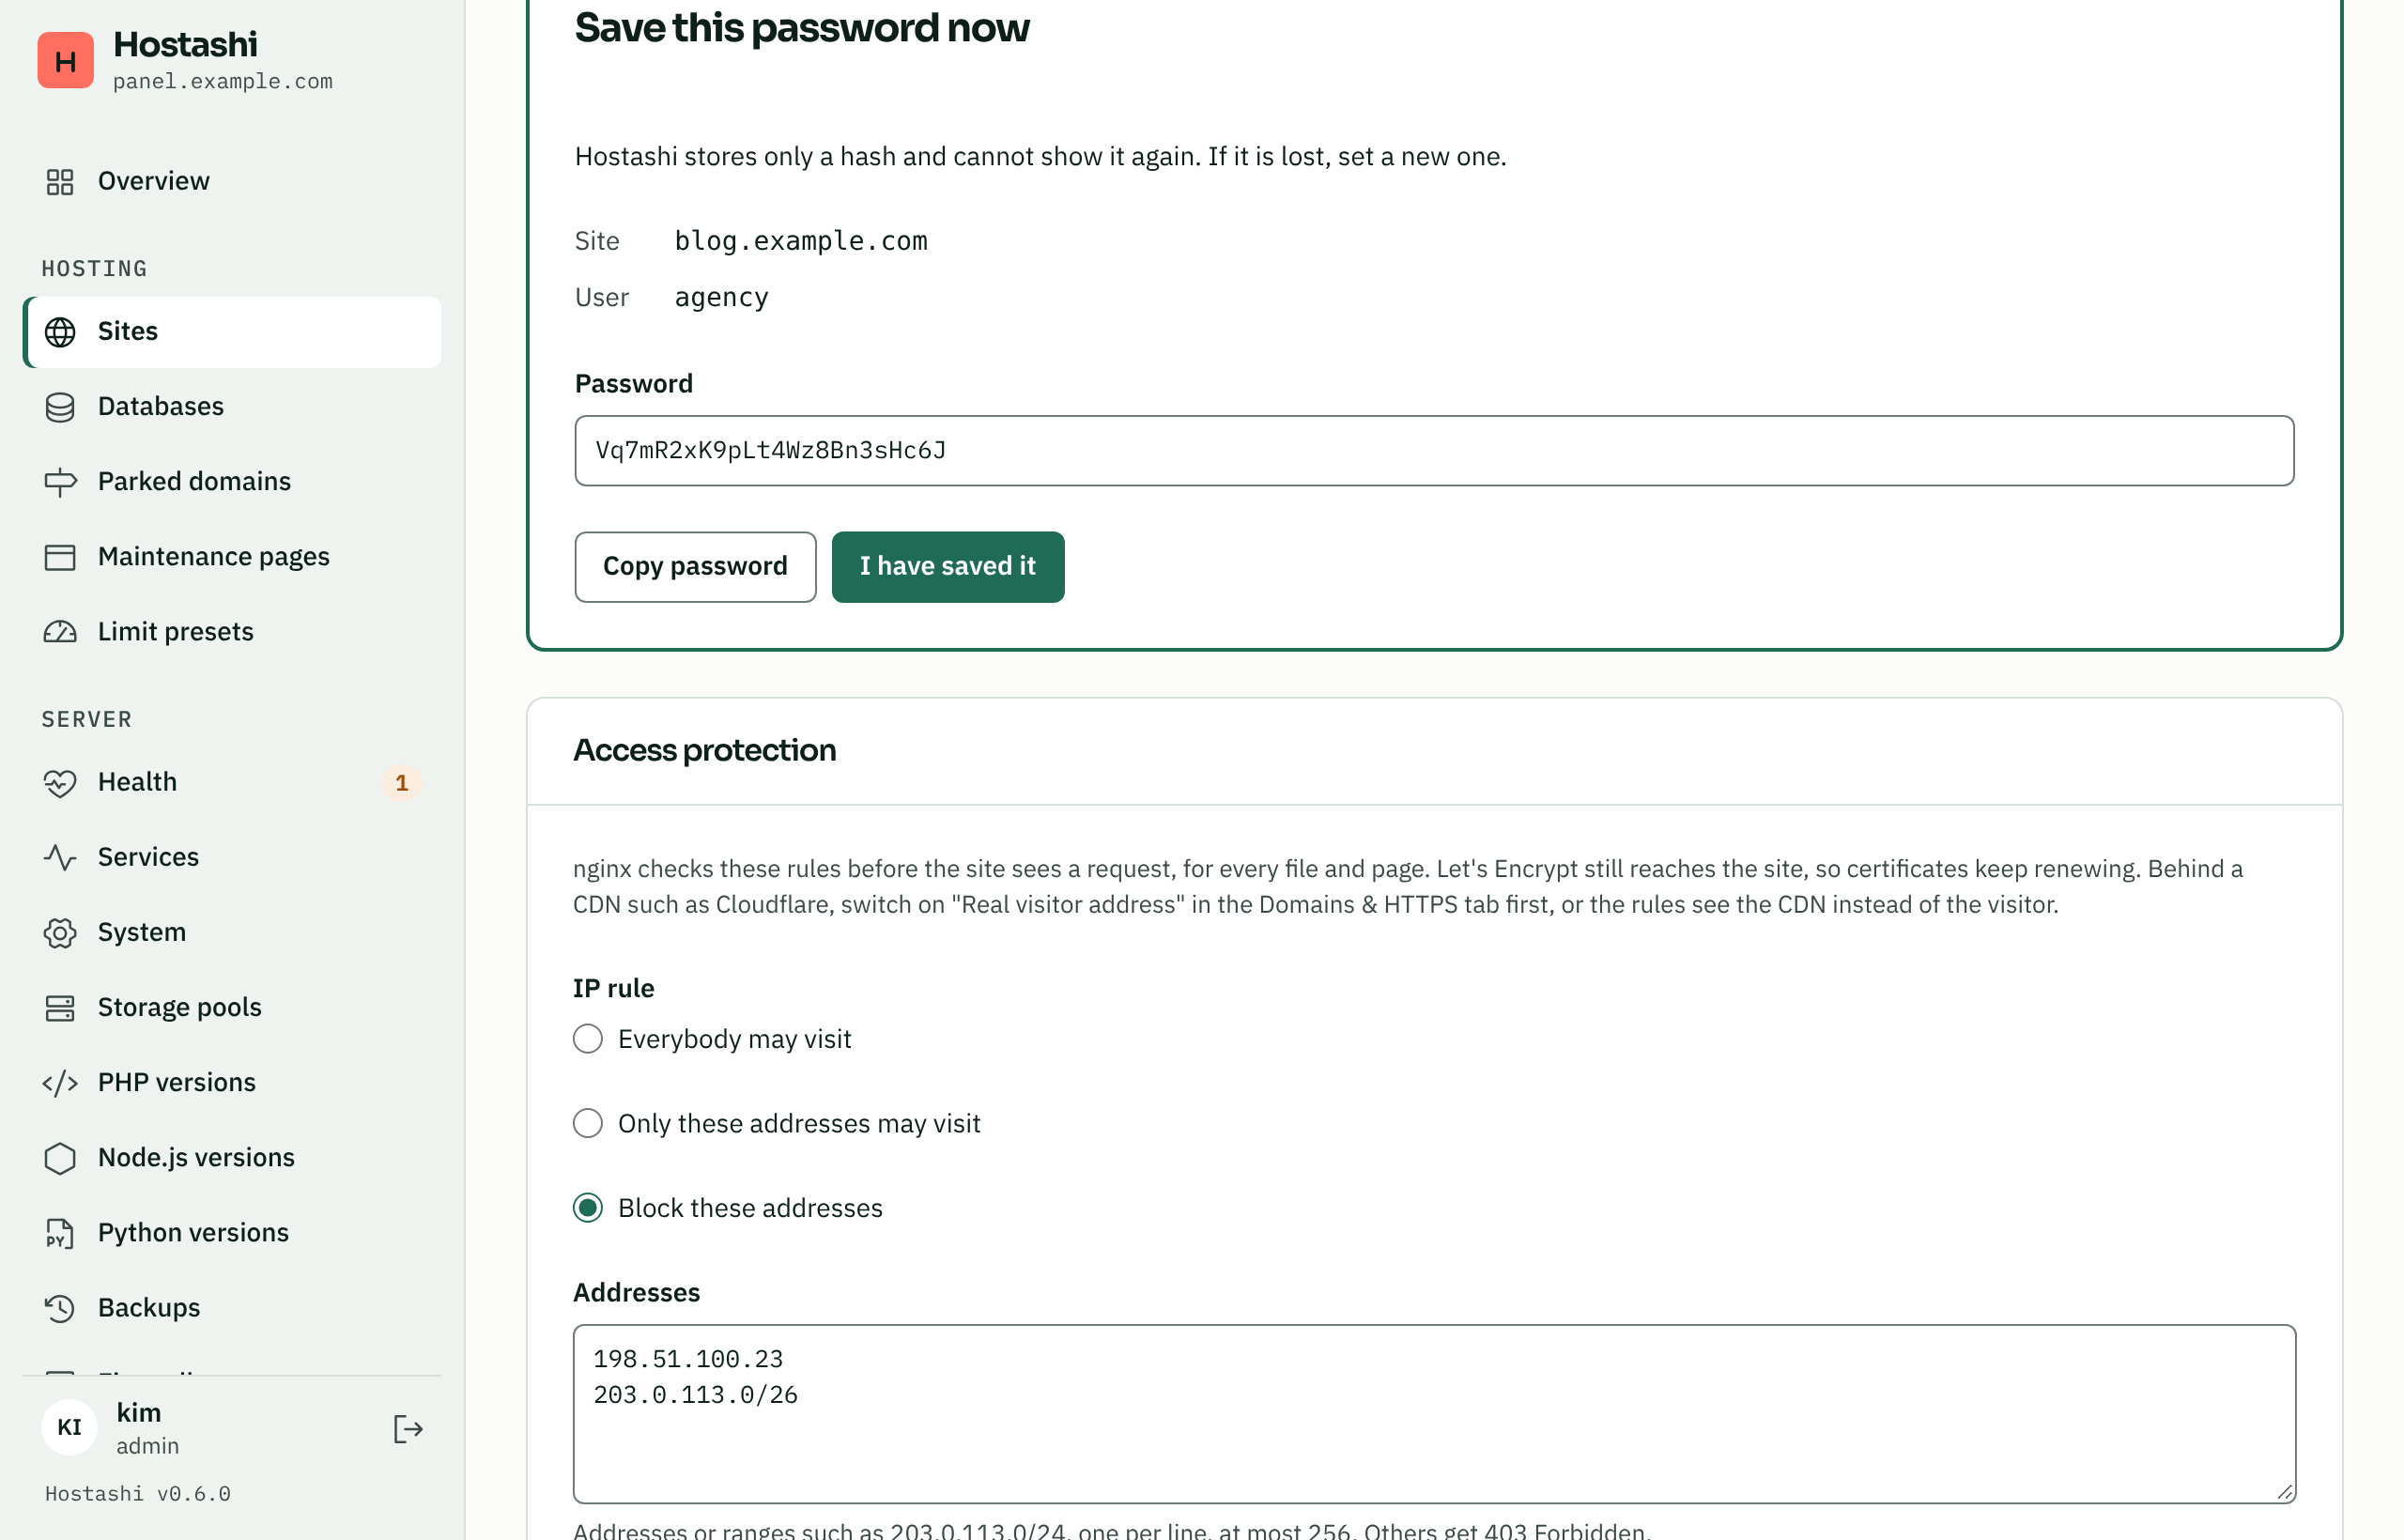 H
Hostashi
panel.example.com
Overview
HOSTING
Sites
Databases
Parked domains
Maintenance pages
Limit presets
SERVER
Health 1
Services
System
Storage pools
PHP versions
Node.js versions
PY Python versions
Backups
KI
kim
admin
Hostashi v0.6.0
Save this password now
Hostashi stores only a hash and cannot show it again. If it is lost, set a new one.
Site blog.example.com
User agency
Password
Vq7mR2xK9pLt4Wz8Bn3sHc6J
Copy password I have saved it
Access protection
nginx checks these rules before the site sees a request, for every file and page. Let's Encrypt still reaches the site, so certificates keep renewing. Behind a
CDN such as Cloudflare, switch on "Real visitor address" in the Domains & HTTPS tab first, or the rules see the CDN instead of the visitor.
IP rule
Everybody may visit
Only these addresses may visit
Block these addresses
Addresses
198.51.100.23
203.0.113.0/26
Addresses or ranges such as 203.0.113.0/24, one per line, at most 256. Others get 403 Forbidden.